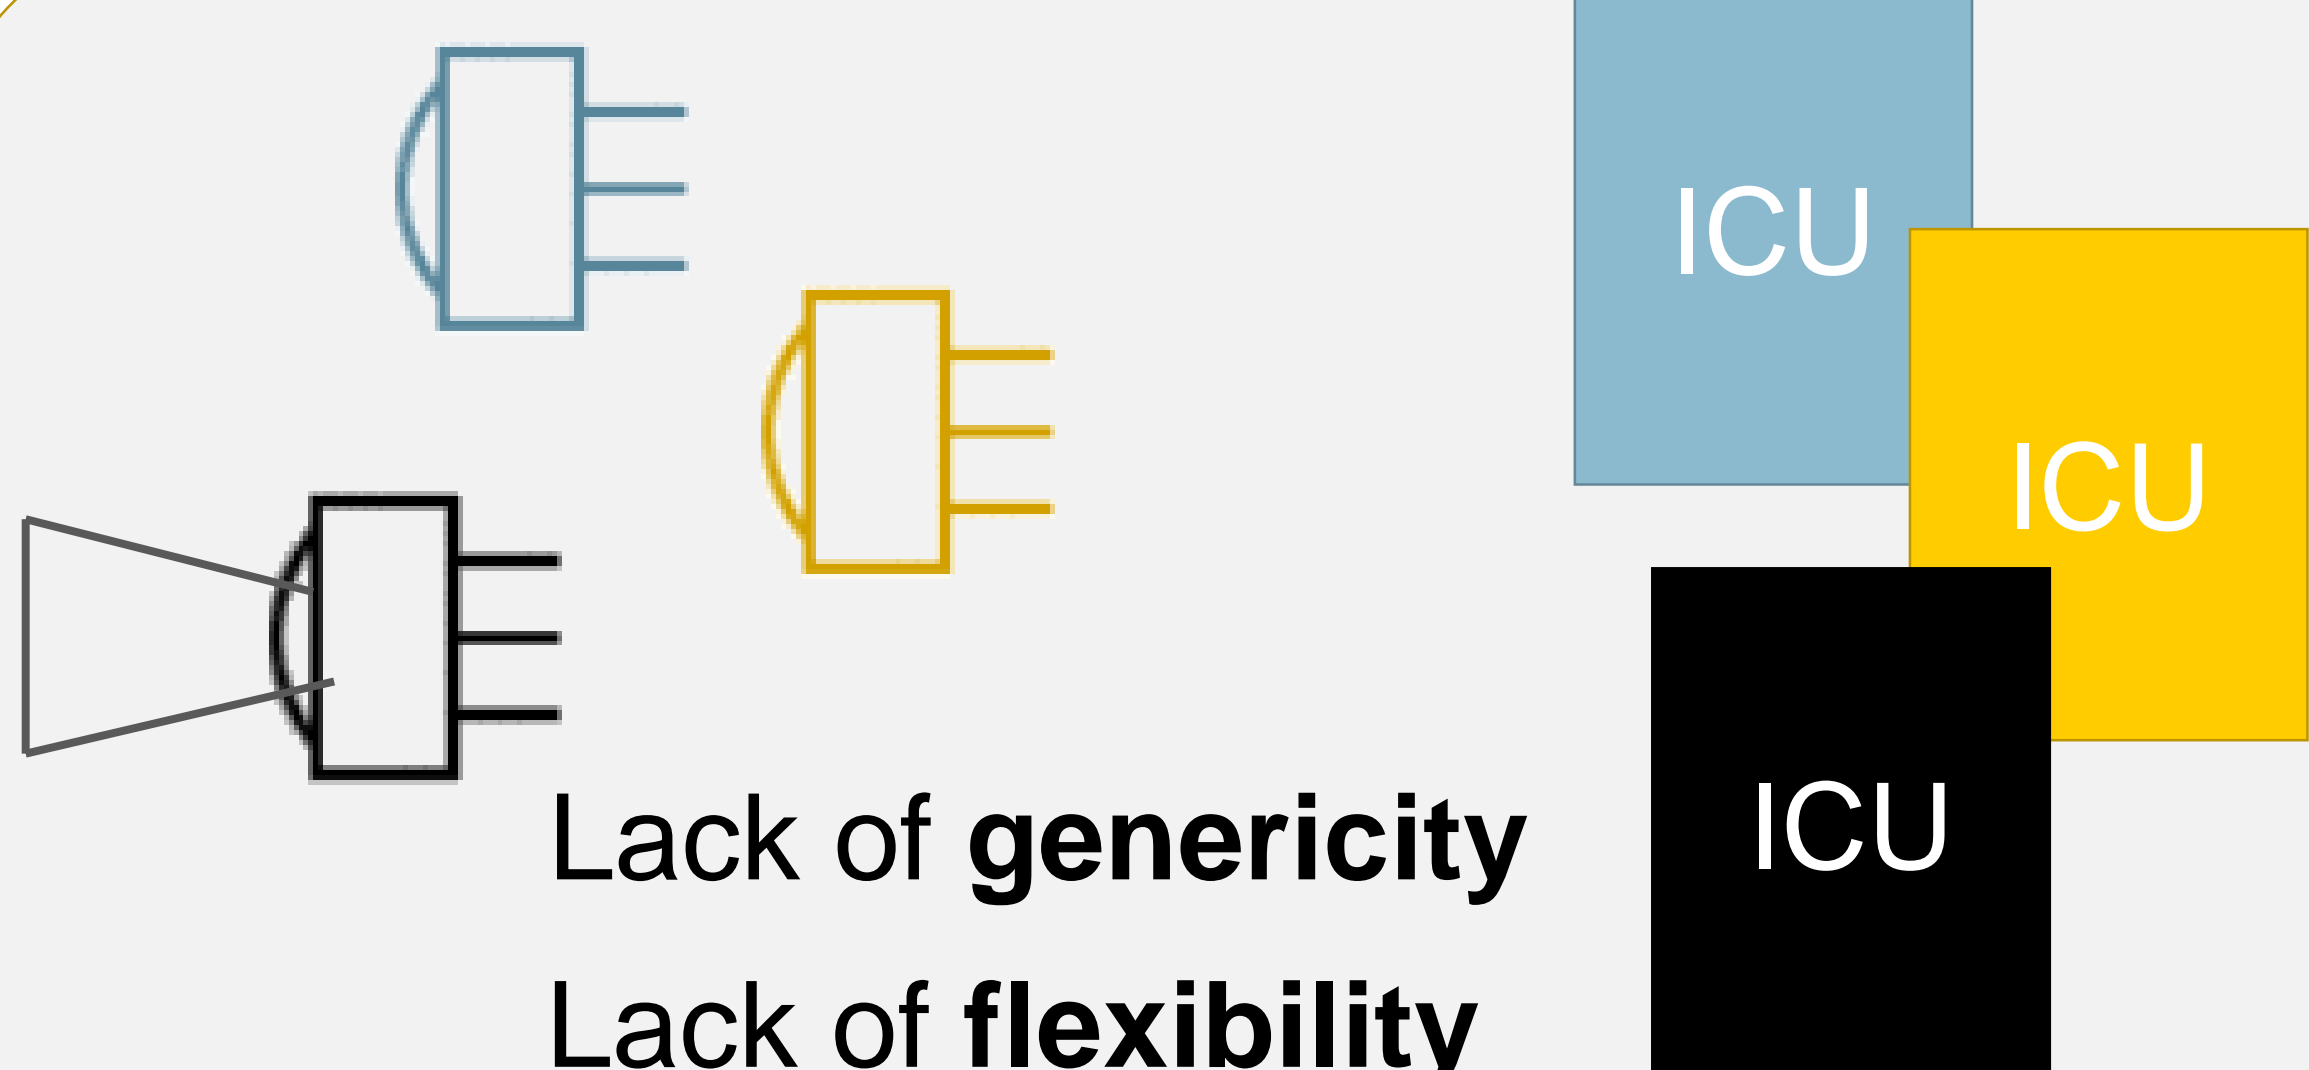 ICU
ICU
ICU
Lack of genericity
Lack of flexibility